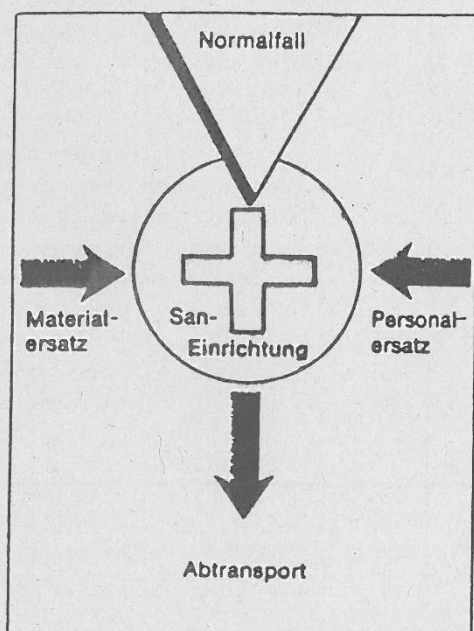 Normalfall
Material-
ersatz
San-
Einrichtung
Personal-
ersatz
Abtransport